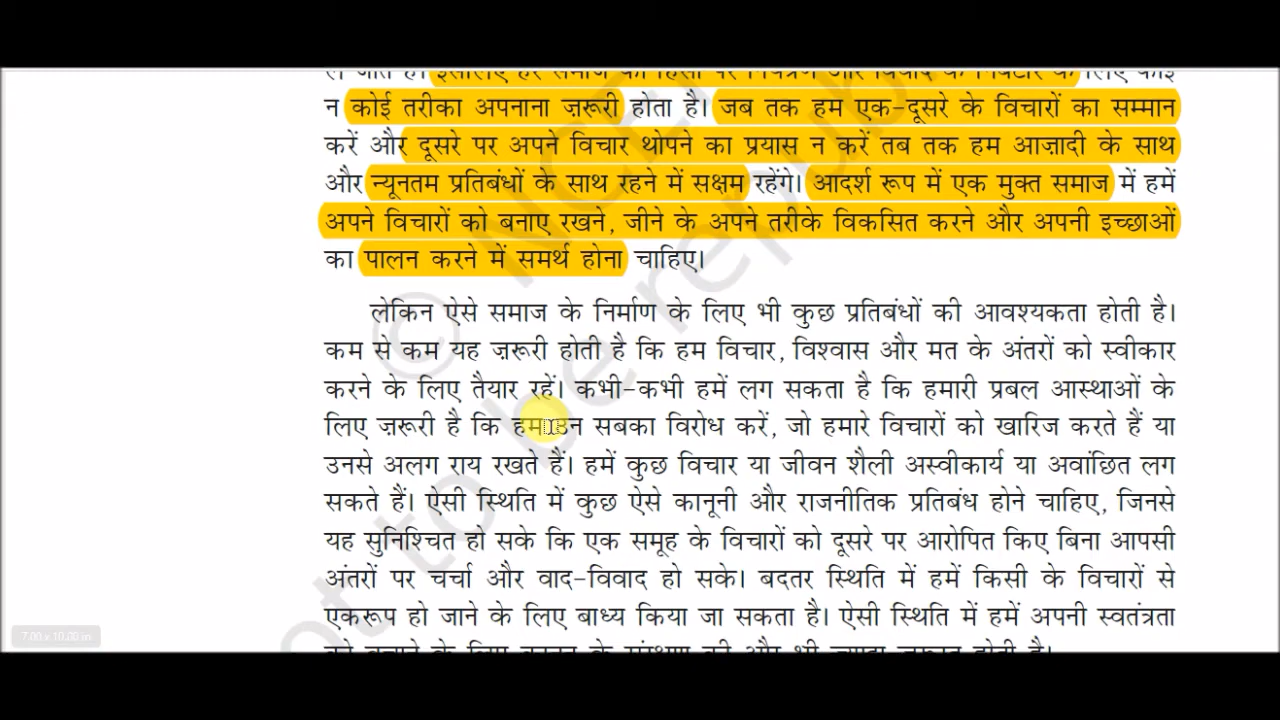 न कोई तरीका अपनाना ज़रूरी होता है। जब तक हम एक-दूसरे के विचारों का सम्मान
करें और दूसरे पर अपने विचार थोपने का प्रयास न करें तब तक हम आज़ादी के साथ
और न्यूनतम प्रतिबंधों के साथ रहने में सक्षम रहेंगे। आदर्श रूप में एक मुक्त समाज में हमें
अपने विचारों को बनाए रखने, जीने के अपने तरीके विकसित करने और अपनी इच्छाओं
का पालन करने में समर्थ होना चाहिए।
लेकिन ऐसे समाज के निर्माण के लिए भी कुछ प्रतिबंधों की आवश्यकता होती है।
कम से कम यह ज़रूरी होती है कि हम विचार, विश्वास और मत के अंतरों को स्वीकार
करने के लिए तैयार रहें। कभी-कभी हमें लग सकता है कि हमारी प्रबल आस्थाओं के
लिए ज़रूरी है कि हम उन सबका विरोध करें, जो हमारे विचारों को खारिज करते हैं या
उनसे अलग राय रखते हैं। हमें कुछ विचार या जीवन शैली अस्वीकार्य या अवांछित लग
सकते हैं। ऐसी स्थिति में कुछ ऐसे कानूनी और राजनीतिक प्रतिबंध होने चाहिए, जिनसे
यह सुनिश्चित हो सके कि एक समूह के विचारों को दूसरे पर आरोपित किए बिना आपसी
अंतरों पर चर्चा और वाद-विवाद हो सके। बदतर स्थिति में हमें किसी के विचारों से
एकरूप हो जाने के लिए बाध्य किया जा सकता है। ऐसी स्थिति में हमें अपनी स्वतंत्रता
7.00 x 10.00 in